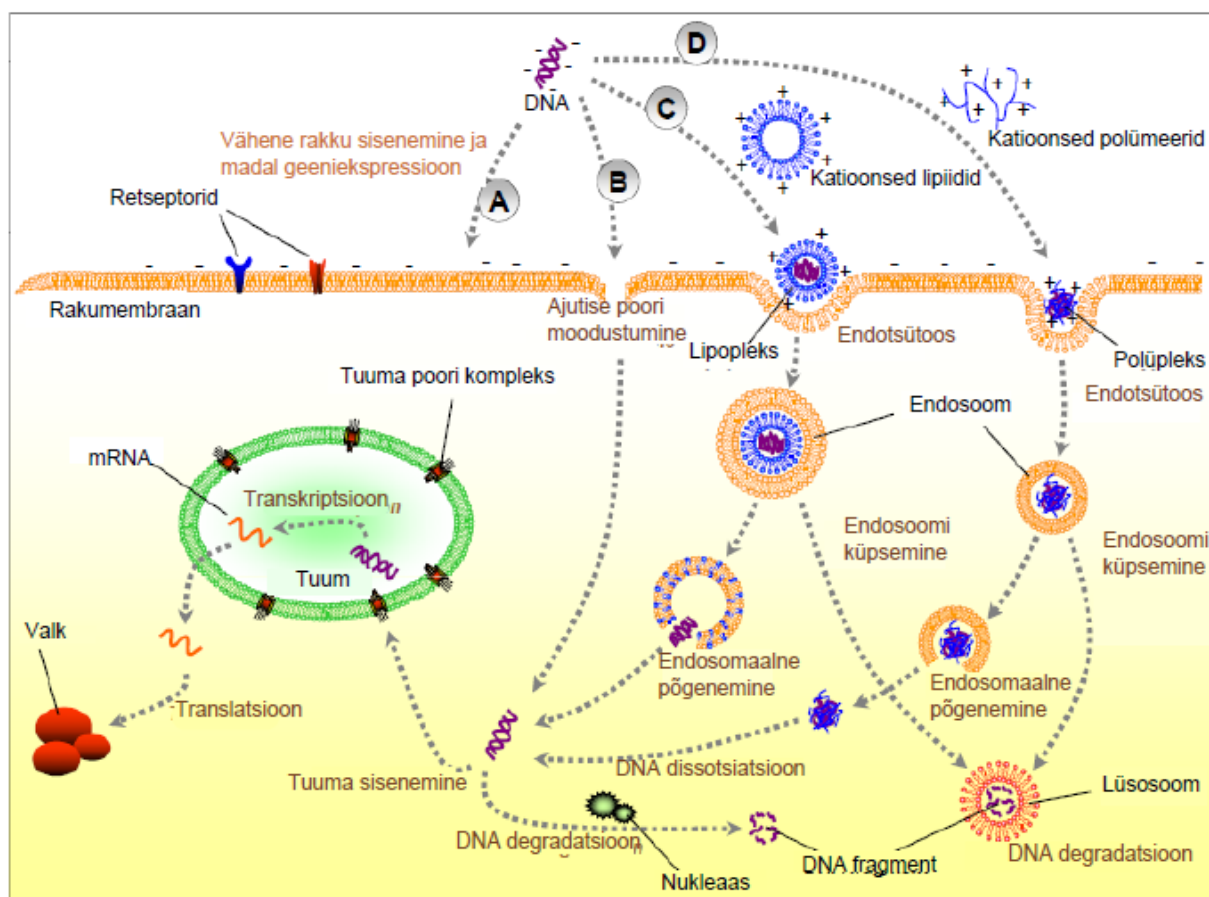 D
DNA
C
Katioonsed polümeerid
Vähene rakku sisenemine ja
madal geeniekspressioon
B
Katioonsed lipiidid
Retseptorid
A
Rakumembraan
Ajutise poori
moodustumine
Lipopleks
Endotsütoos
Polüpleks
Tuuma poori kompleks
Endotsütoos
Endosoom
mRNA
Transkriptsioon
Endosoomi
küpsemine
Endosoomi
küpsemine
Tuum
Valk
Endosomaalne
põgenemine
Endosomaalne
põgenemine
Translatsioon
DNA dissotsiatsioon
Tuuma sisenemine
Lüsosoom
DNA degradatsioon
DNA fragment
DNA degradatsioon
Nukleaas